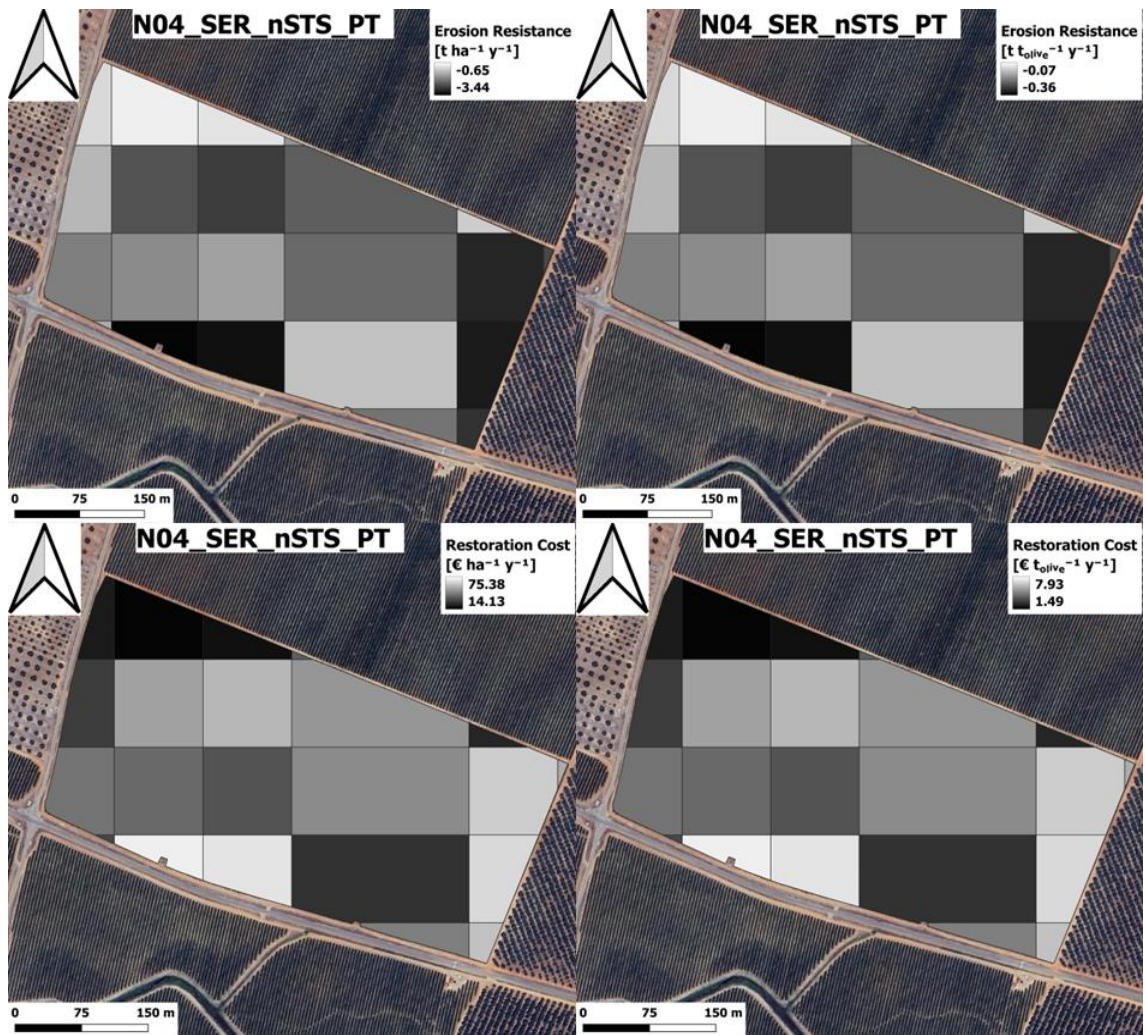 N04_SER_nSTS_PT
Erosion Resistance
[t ha⁻¹ y⁻¹]
-0.65
-3.44
0 75 150 m
N04_SER_nSTS_PT
Erosion Resistance
[t tₒₗᵢᵥₑ⁻¹ y⁻¹]
-0.07
-0.36
0 75 150 m
N04_SER_nSTS_PT
Restoration Cost
[€ ha⁻¹ y⁻¹]
75.38
14.13
0 75 150 m
N04_SER_nSTS_PT
Restoration Cost
[€ tₒₗᵢᵥₑ⁻¹ y⁻¹]
7.93
1.49
0 75 150 m